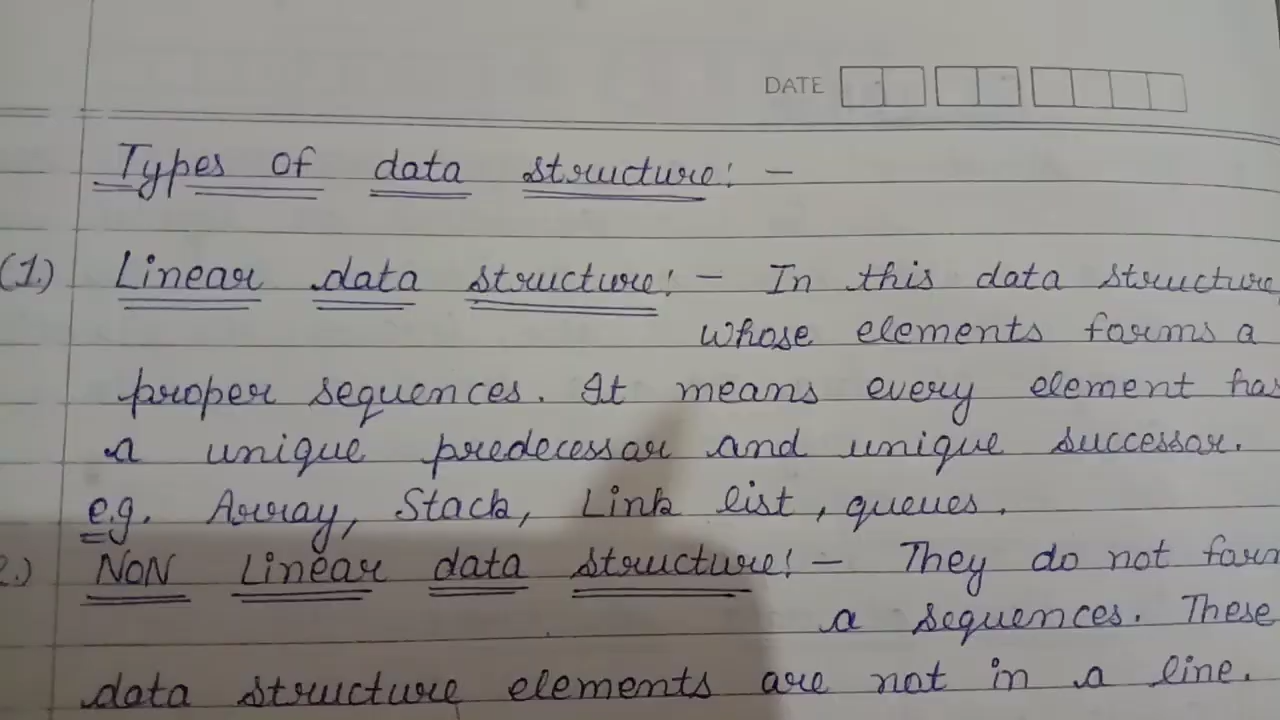 DATE
Types of data structure:-
(1.) Linear data structure:- In this data structure
whose elements forms a
proper sequences. It means every element has
a unique predecessor and unique successor.
e.g. Array, Stack, Link list, queues.
2.) NON Linear data structure:- They do not form
a sequences. These
data structure elements are not in a line.